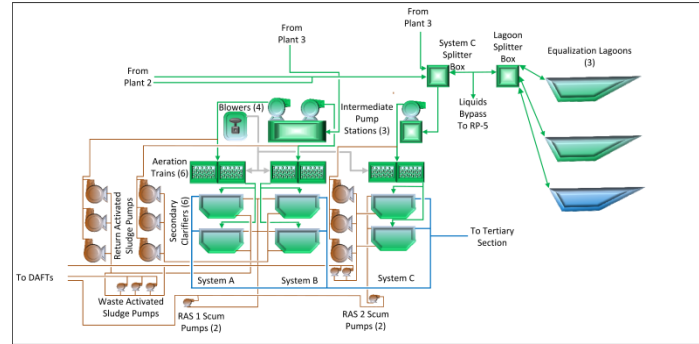 From
Plant 3
From
Plant 3
System C
Splitter
Box
Lagoon
Splitter
Box
Equalization Lagoons
(3)
From
Plant 2
Blowers (4)
Intermediate
Pump
Stations (3)
Liquids
Bypass
To RP-5
Aeration
Trains (6)
Return Activated
Sludge Pumps
Secondary
Clarifiers (6)
To Tertiary
Section
System A
System B
System C
To DAFTs
Waste Activated
Sludge Pumps
RAS 1 Scum
Pumps (2)
RAS 2 Scum
Pumps (2)